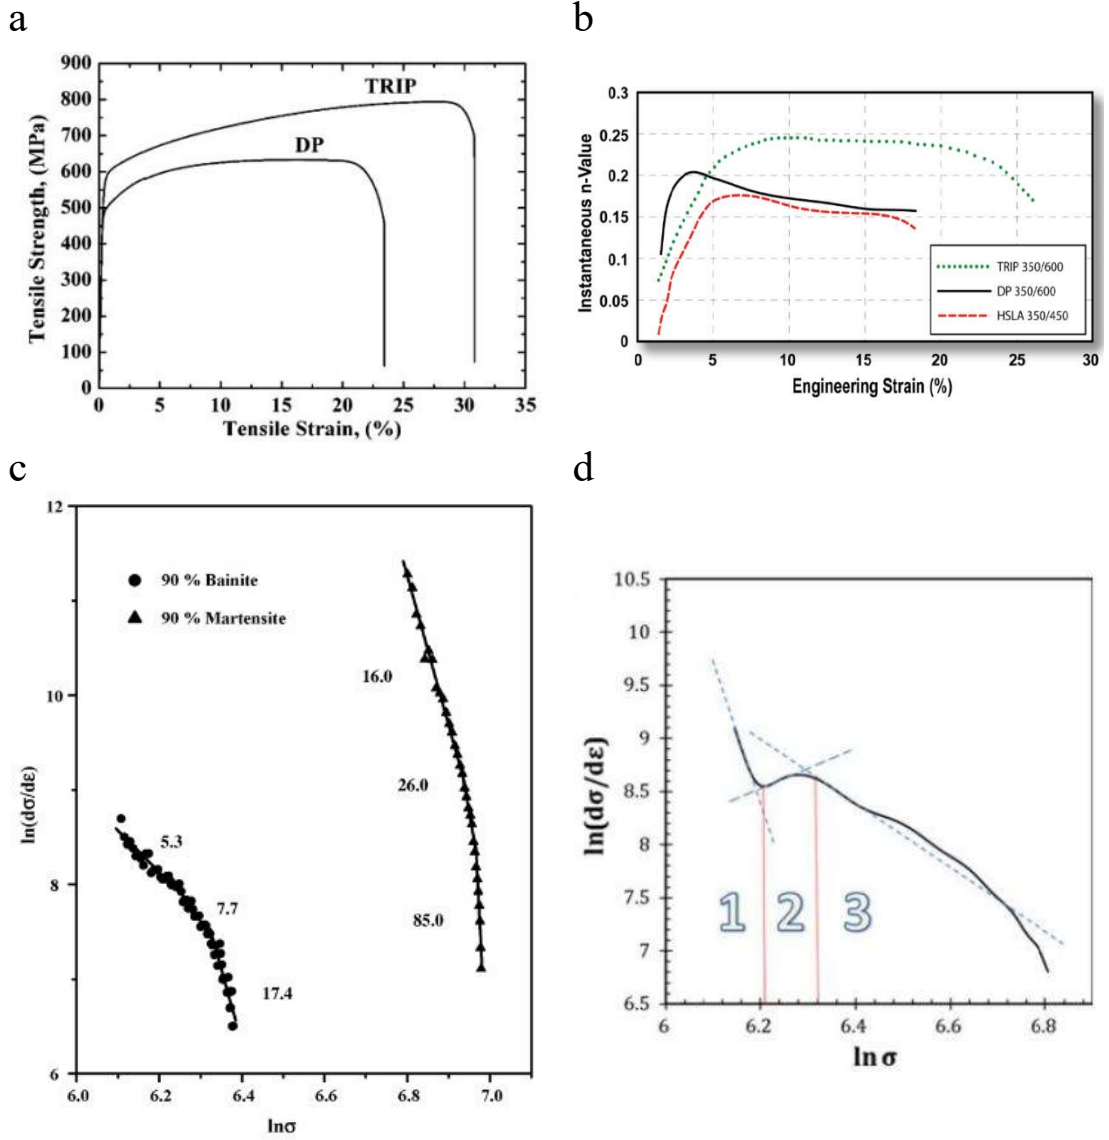 a
900
800
700
600
500
400
300
200
100
0
Tensile Strength, (MPa)
TRIP
DP
0 5 10 15 20 25 30 35
Tensile Strain, (%)
b
0.3
0.25
0.2
0.15
0.1
0.05
0
Instantaneous n-Value
TRIP 350/600
DP 350/600
HSLA 350/450
0 5 10 15 20 25 30
Engineering Strain (%)
c
12
10
8
6
ln(dσ/dε)
90 % Bainite
90 % Martensite
16.0
26.0
5.3
7.7
85.0
17.4
6.0 6.2 6.4 6.6 6.8 7.0
lnσ
d
10.5
10
9.5
9
8.5
8
7.5
7
6.5
ln(dσ/dε)
1 2 3
6 6.2 6.4 6.6 6.8
ln σ